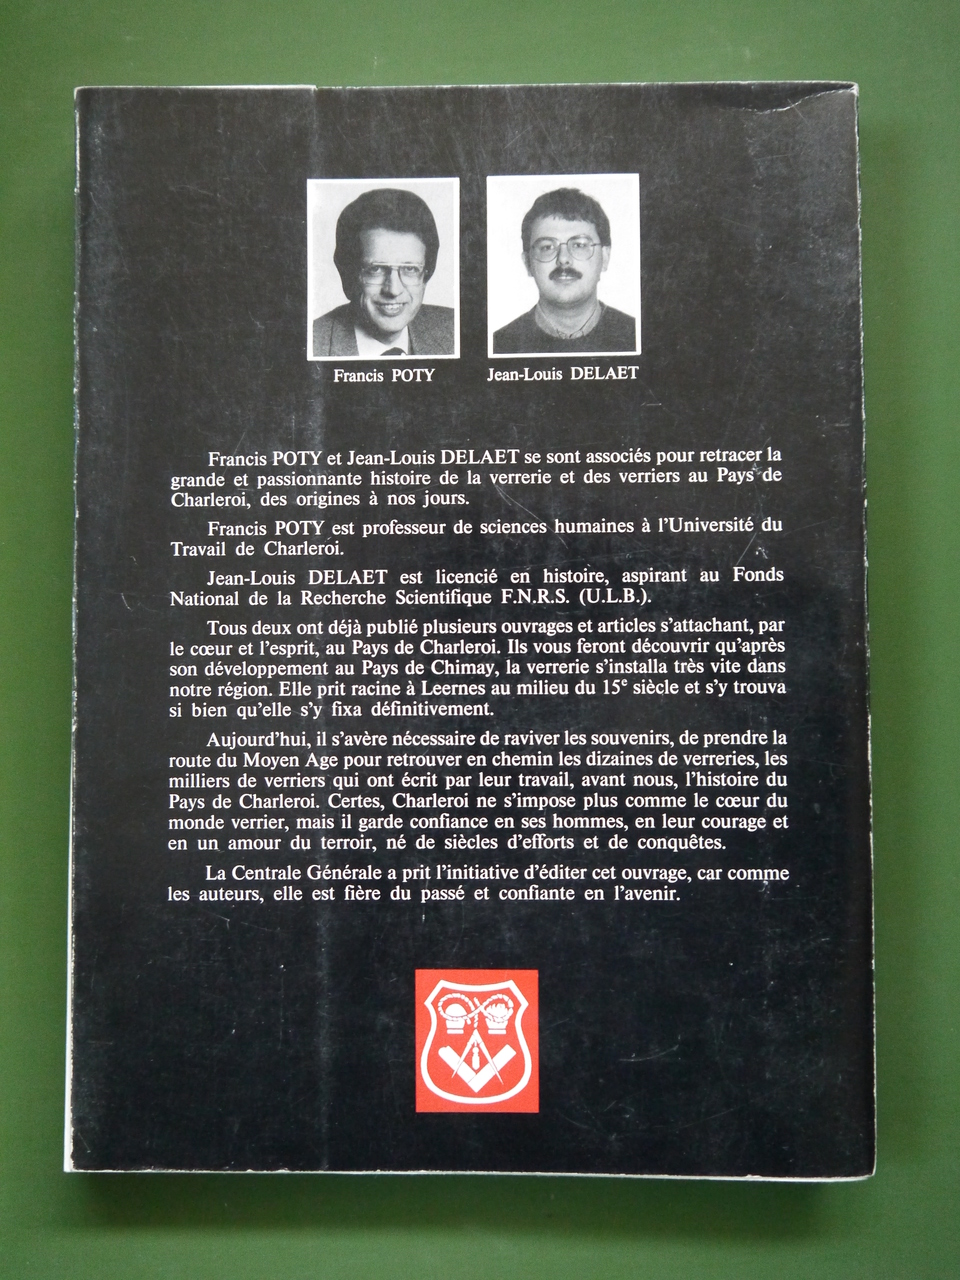 Francis POTY
Jean-Louis DELAET
Francis POTY et Jean-Louis DELAET se sont associés pour retracer la
grande et passionnante histoire de la verrerie et des verriers au Pays de
Charleroi, des origines à nos jours.
Francis POTY est professeur de sciences humaines à l'Université du
Travail de Charleroi.
Jean-Louis DELAET est licencié en histoire, aspirant au Fonds
National de la Recherche Scientifique F.N.R.S. (U.L.B.).
Tous deux ont déjà publié plusieurs ouvrages et articles s'attachant, par
le cœur et l'esprit, au Pays de Charleroi. Ils vous feront découvrir qu'après
son développement au Pays de Chimay, la verrerie s'installa très vite dans
notre région. Elle prit racine à Leernes au milieu du 15e siècle et s'y trouva
si bien qu'elle s'y fixa définitivement.
Aujourd'hui, il s'avère nécessaire de raviver les souvenirs, de prendre la
route du Moyen Age pour retrouver en chemin les dizaines de verreries, les
milliers de verriers qui ont écrit par leur travail, avant nous, l'histoire du
Pays de Charleroi. Certes, Charleroi ne s'impose plus comme le cœur du
monde verrier, mais il garde confiance en ses hommes, en leur courage et
en un amour du terroir, né de siècles d'efforts et de conquêtes.
La Centrale Générale a prit l'initiative d'éditer cet ouvrage, car comme
les auteurs, elle est fière du passé et confiante en l'avenir.